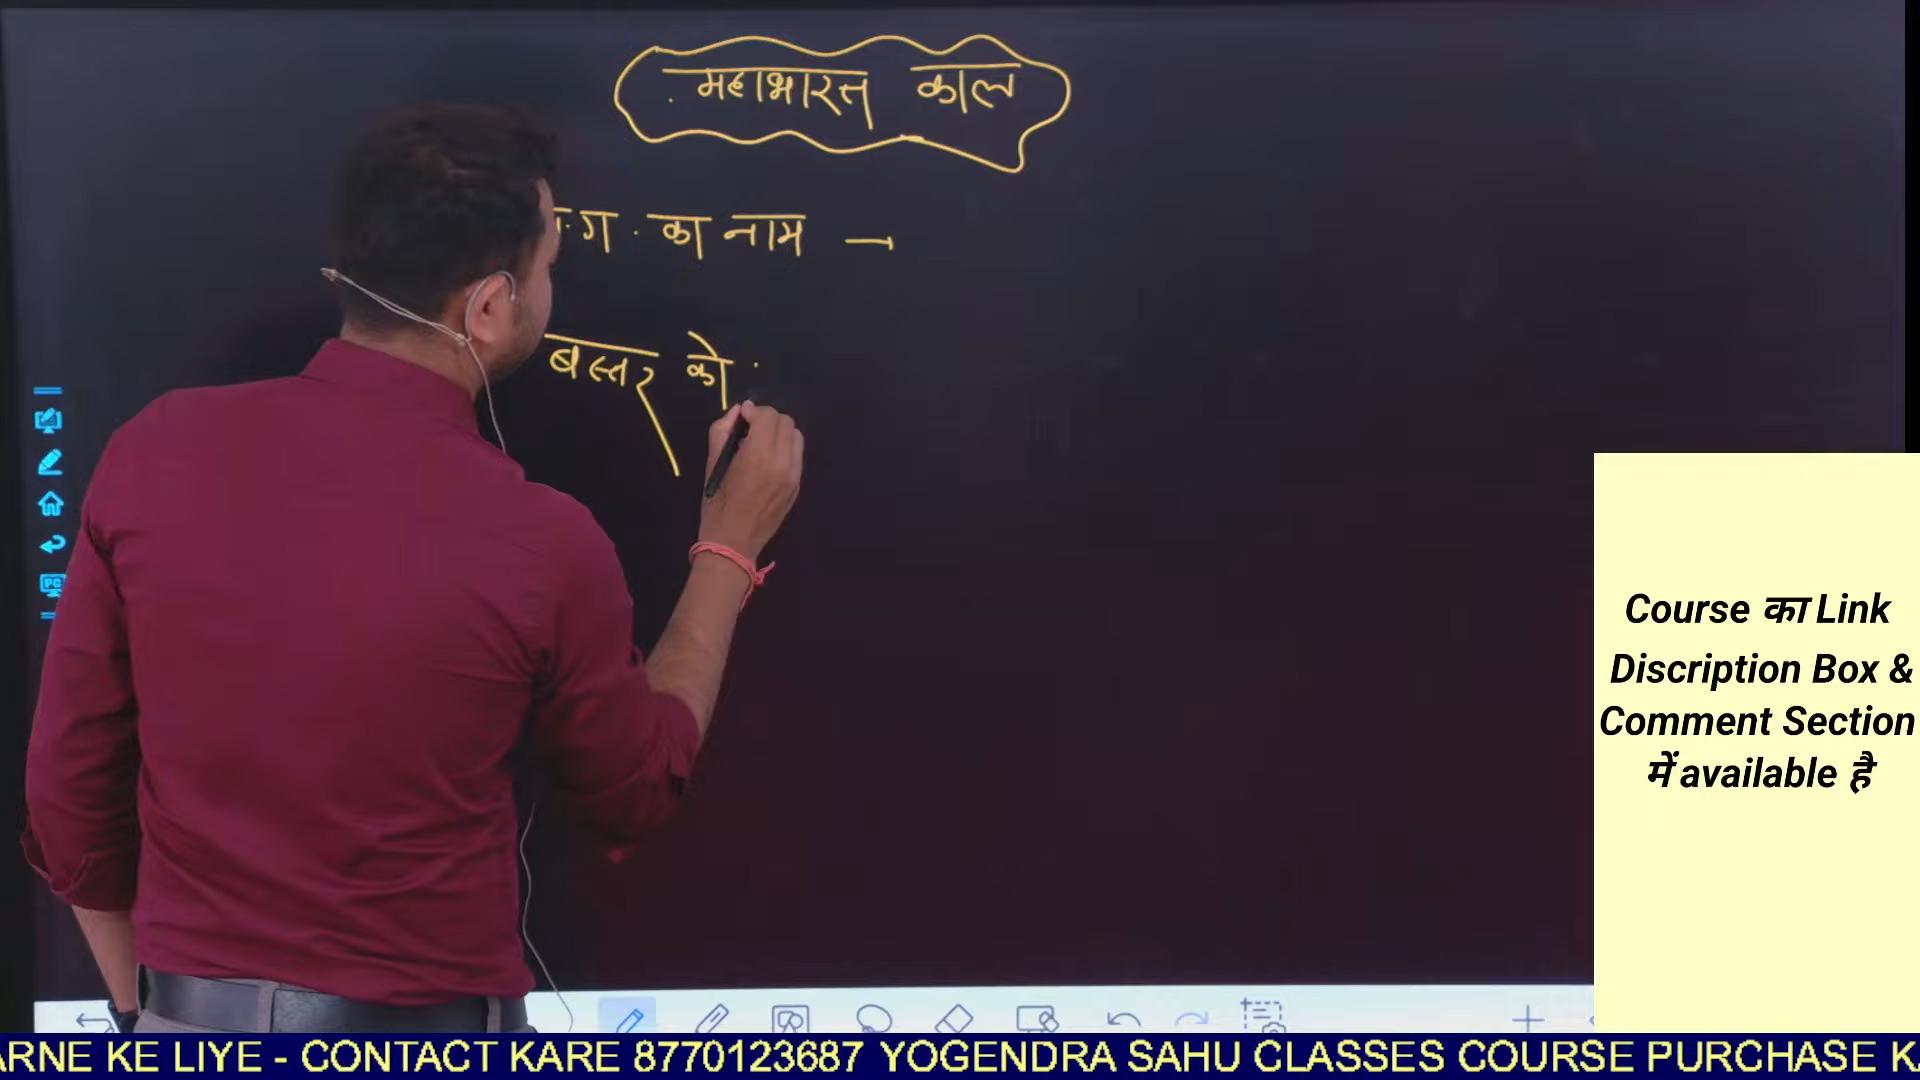 महाभारत काल
ग. का नाम →
बस्तर को
Course का Link
Discription Box &
Comment Section
में available है
ARNE KE LIYE - CONTACT KARE 8770123687 YOGENDRA SAHU CLASSES COURSE PURCHASE K